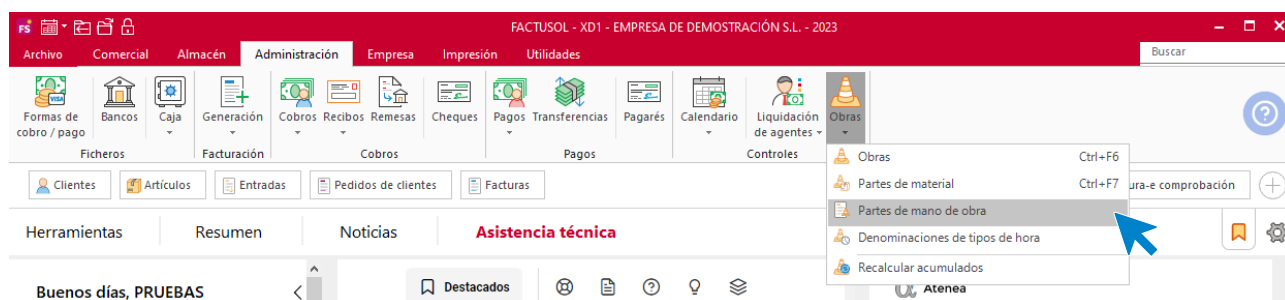 FS
FACTUSOL - XD1 - EMPRESA DE DEMOSTRACIÓN S.L. - 2023
Archivo Comercial Almacén Administración Empresa Impresión Utilidades Buscar
VISA
Formas de cobro / pago Bancos Caja Generación Cobros Recibos Remesas Cheques Pagos Transferencias Pagarés Calendario Liquidación de agentes Obras
Ficheros Facturación Cobros Pagos Controles
Obras Ctrl+F6
Partes de material Ctrl+F7
Partes de mano de obra
Denominaciones de tipos de hora
Recalcular acumulados
Clientes Artículos Entradas Pedidos de clientes Facturas ura-e comprobación
Herramientas Resumen Noticias Asistencia técnica
Buenos días, PRUEBAS Destacados Atenea